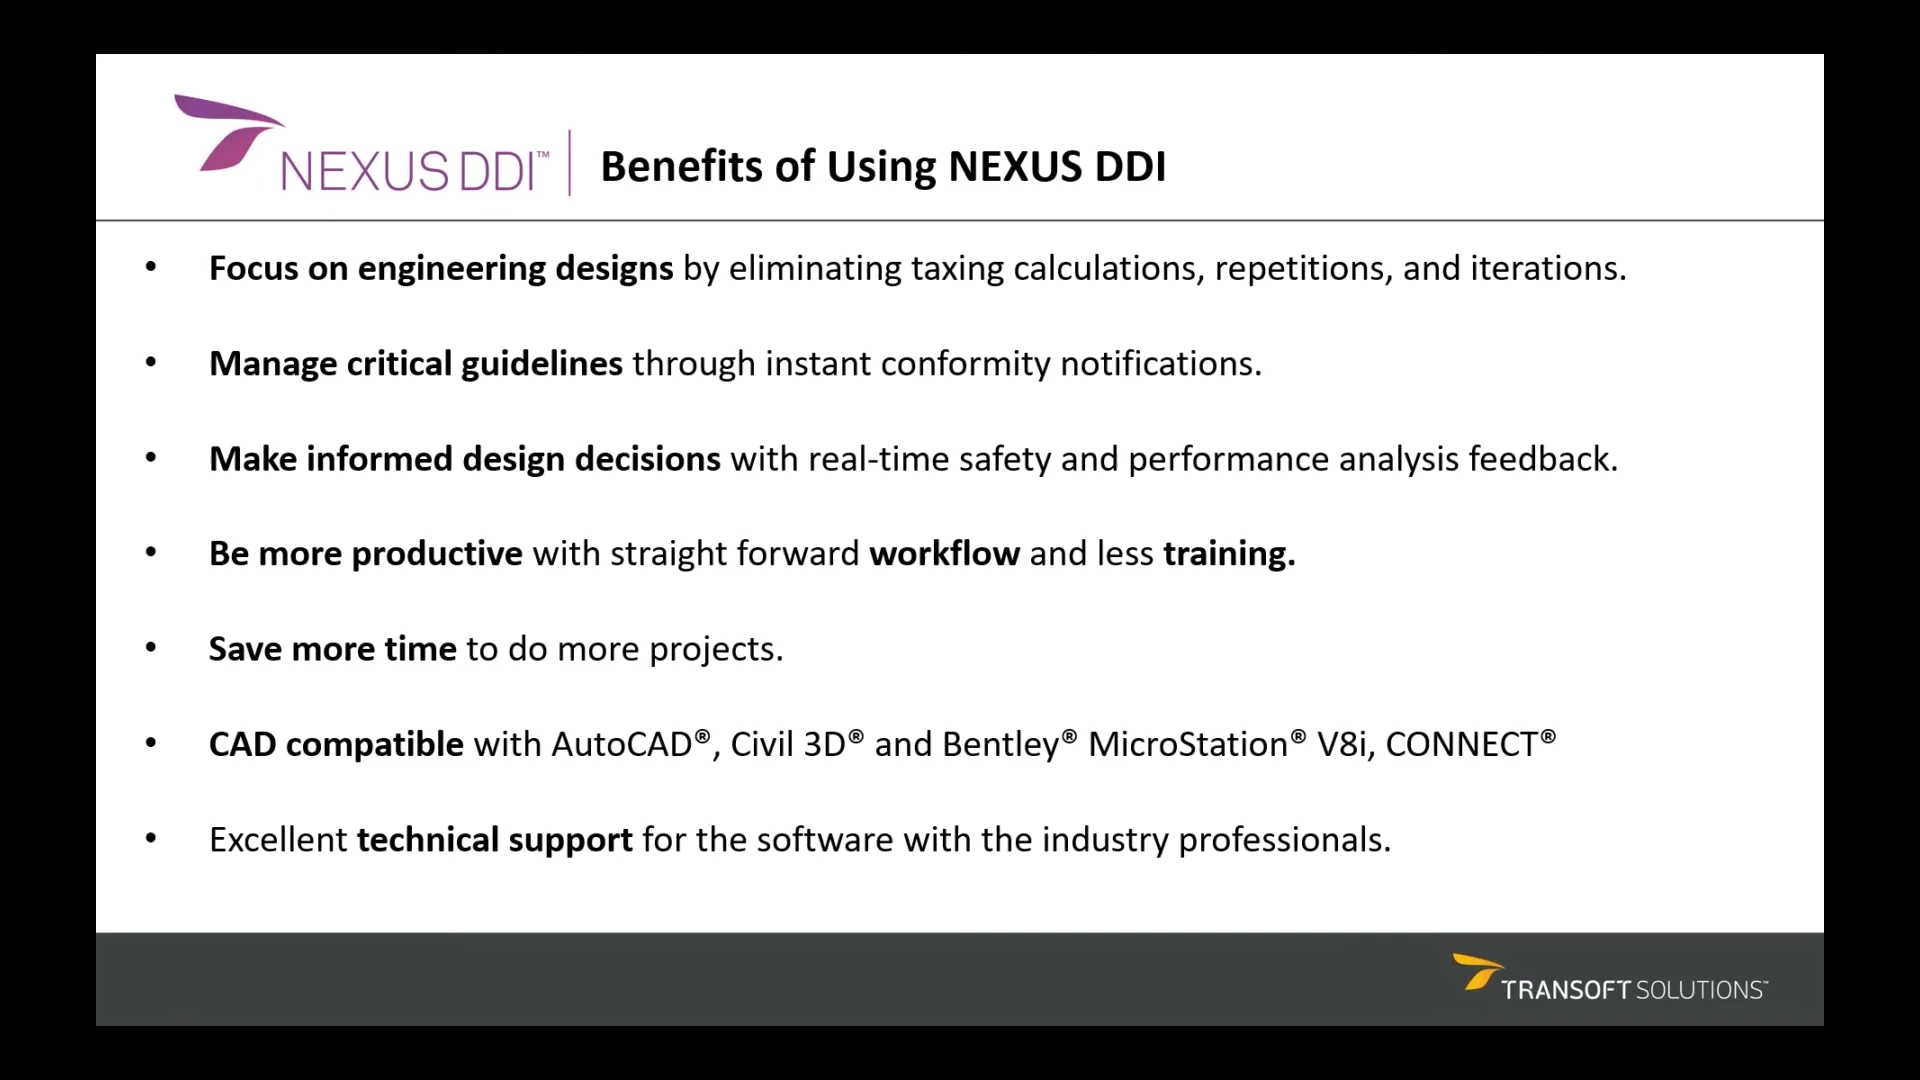 NEXUS DDI™
Benefits of Using NEXUS DDI
• Focus on engineering designs by eliminating taxing calculations, repetitions, and iterations.
• Manage critical guidelines through instant conformity notifications.
• Make informed design decisions with real-time safety and performance analysis feedback.
• Be more productive with straight forward workflow and less training.
• Save more time to do more projects.
• CAD compatible with AutoCAD®, Civil 3D® and Bentley® MicroStation® V8i, CONNECT®
• Excellent technical support for the software with the industry professionals.
TRANSOFT SOLUTIONS™